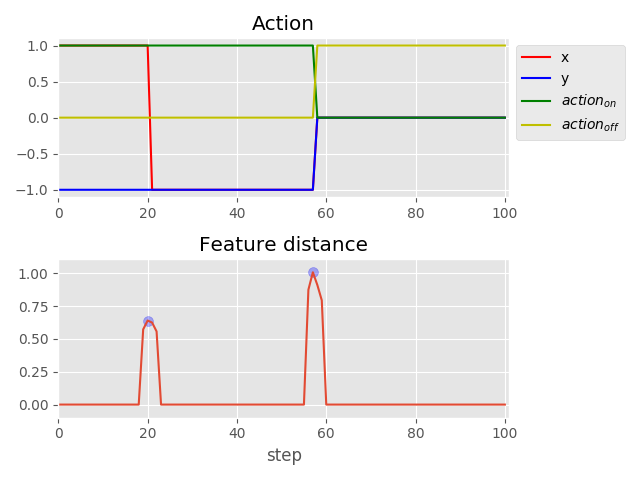 Action
1.0
0.5
0.0
−0.5
−1.0
0 20 40 60 80 100
x
y
action_on
action_off
Feature distance
1.00
0.75
0.50
0.25
0.00
0 20 40 60 80 100
step